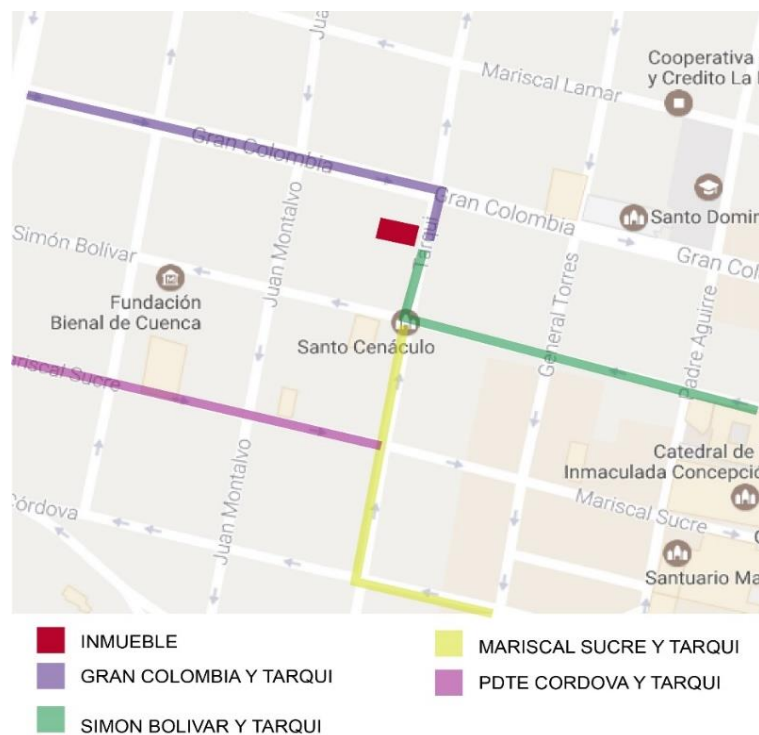 Jua
Cooperativa
y Credito La
Mariscal Lamar
Gran Colombia
Gran Colombia
Santo Domin
Tarqui
Gran Col
Simón Bolívar
Juan Montalvo
Fundación
Bienal de Cuenca
Santo Cenáculo
General Torres
Padre Aguirre
ariscal Sucre
Catedral de
Inmaculada Concepció
Juan Montalvo
Mariscal Sucre
Córdova
Santuario Ma
INMUEBLE
GRAN COLOMBIA Y TARQUI
SIMON BOLIVAR Y TARQUI
MARISCAL SUCRE Y TARQUI
PDTE CORDOVA Y TARQUI